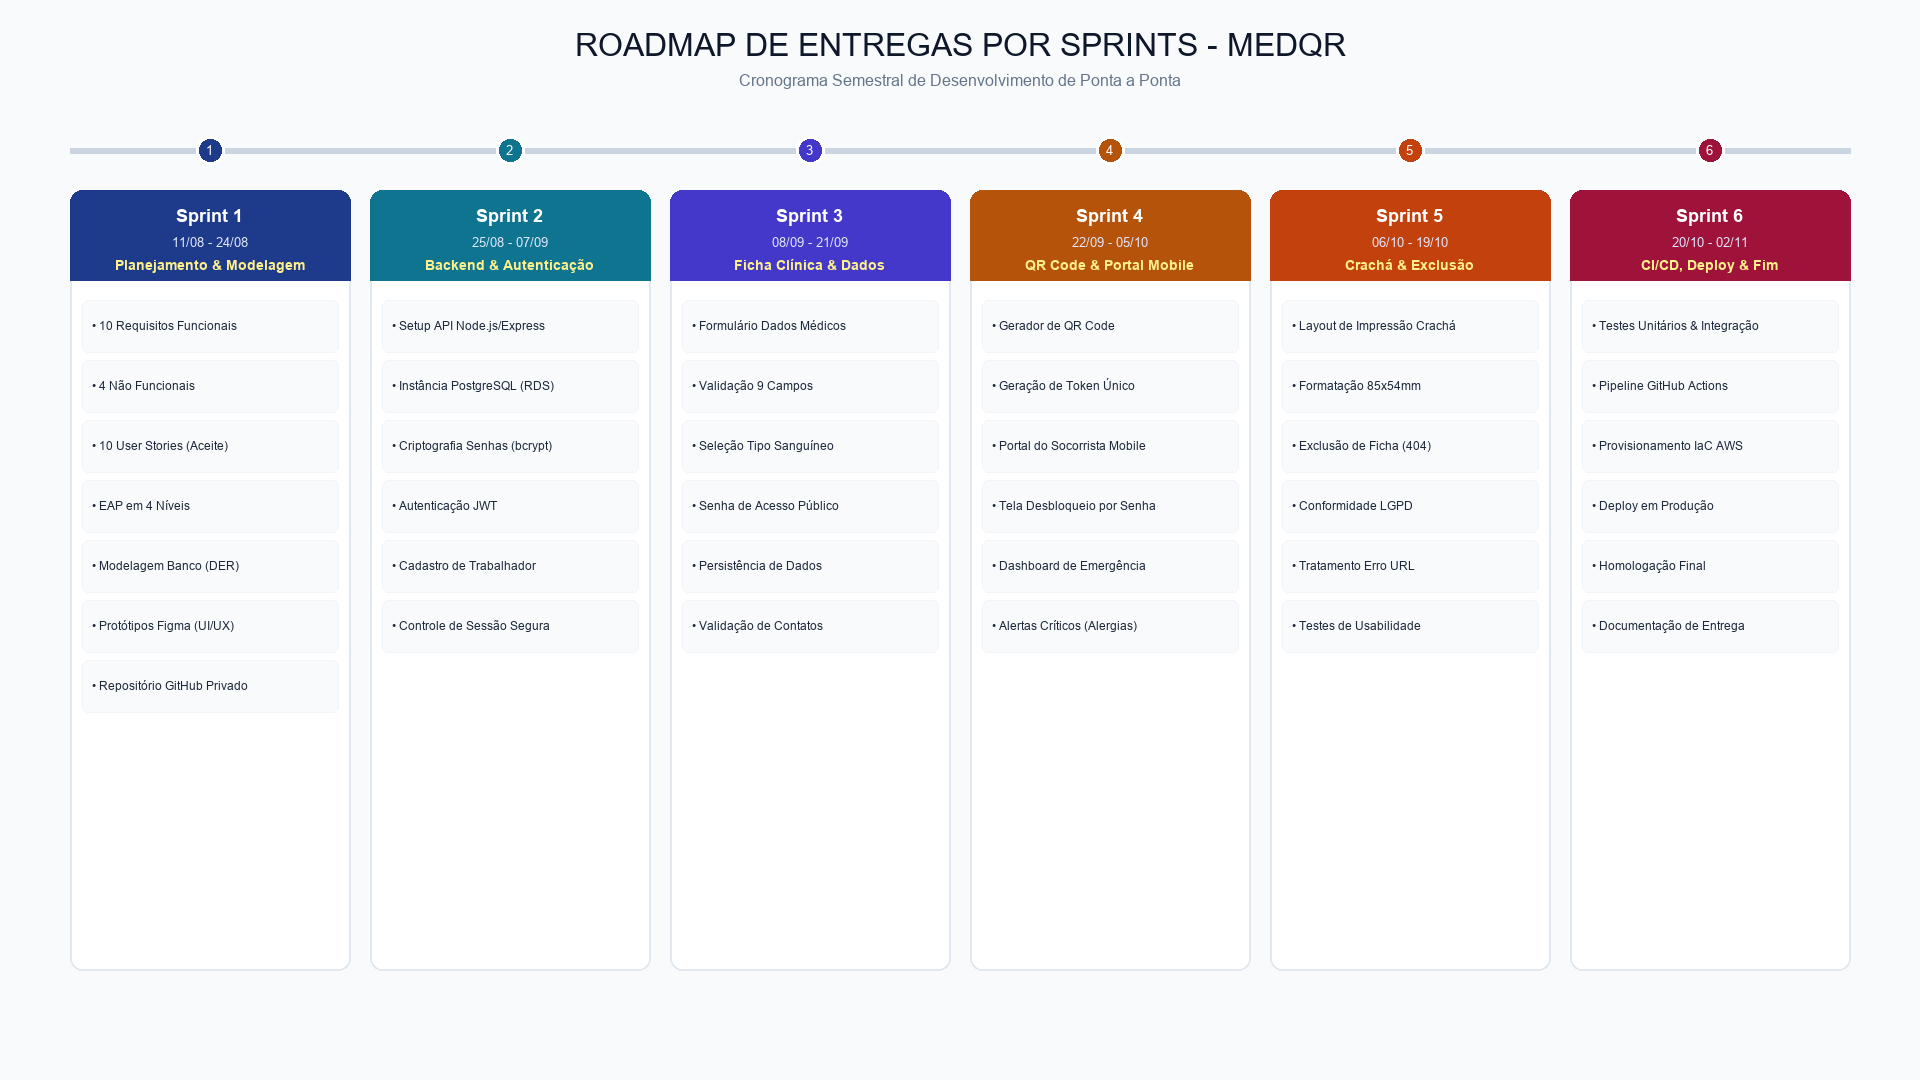 ROADMAP DE ENTREGAS POR SPRINTS - MEDQR
Cronograma Semestral de Desenvolvimento de Ponta a Ponta
1
2
3
4
5
6
Sprint 1
11/08 - 24/08
Planejamento & Modelagem
• 10 Requisitos Funcionais
• 4 Não Funcionais
• 10 User Stories (Aceite)
• EAP em 4 Níveis
• Modelagem Banco (DER)
• Protótipos Figma (UI/UX)
• Repositório GitHub Privado
Sprint 2
25/08 - 07/09
Backend & Autenticação
• Setup API Node.js/Express
• Instância PostgreSQL (RDS)
• Criptografia Senhas (bcrypt)
• Autenticação JWT
• Cadastro de Trabalhador
• Controle de Sessão Segura
Sprint 3
08/09 - 21/09
Ficha Clínica & Dados
• Formulário Dados Médicos
• Validação 9 Campos
• Seleção Tipo Sanguíneo
• Senha de Acesso Público
• Persistência de Dados
• Validação de Contatos
Sprint 4
22/09 - 05/10
QR Code & Portal Mobile
• Gerador de QR Code
• Geração de Token Único
• Portal do Socorrista Mobile
• Tela Desbloqueio por Senha
• Dashboard de Emergência
• Alertas Críticos (Alergias)
Sprint 5
06/10 - 19/10
Crachá & Exclusão
• Layout de Impressão Crachá
• Formatação 85x54mm
• Exclusão de Ficha (404)
• Conformidade LGPD
• Tratamento Erro URL
• Testes de Usabilidade
Sprint 6
20/10 - 02/11
CI/CD, Deploy & Fim
• Testes Unitários & Integração
• Pipeline GitHub Actions
• Provisionamento IaC AWS
• Deploy em Produção
• Homologação Final
• Documentação de Entrega